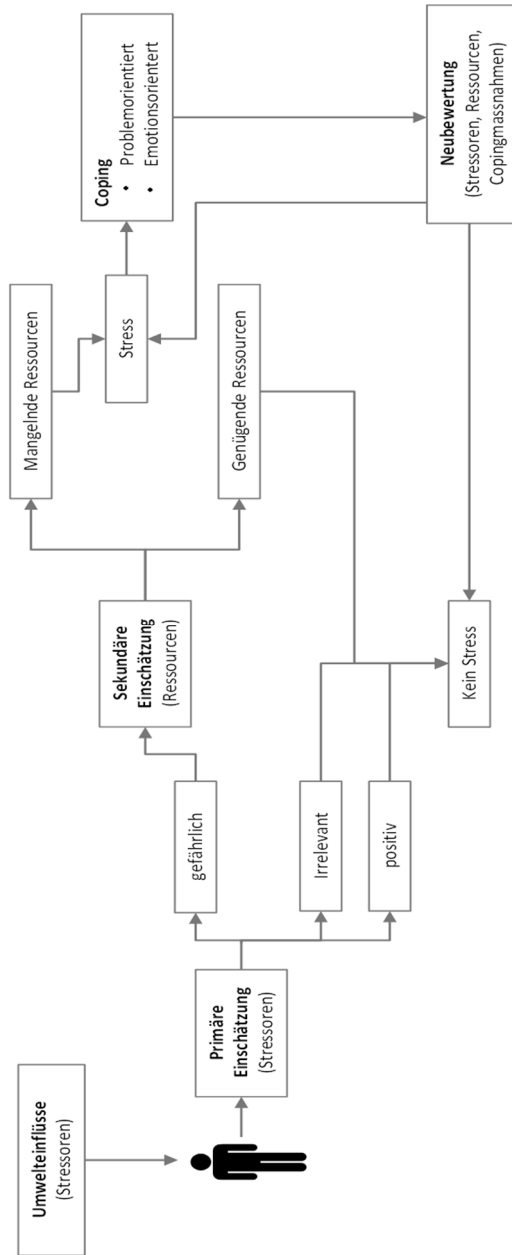 Umwelteinflüsse
(Stressoren)
Primäre
Einschätzung
(Stressoren)
gefährlich
Irrelevant
positiv
Sekundäre
Einschätzung
(Ressourcen)
Kein Stress
Mangelnde Ressourcen
Genügende Ressourcen
Stress
Coping
• Problemorientiert
• Emotionsorientert
Neubewertung
(Stressoren, Ressourcen,
Copingmassnahmen)